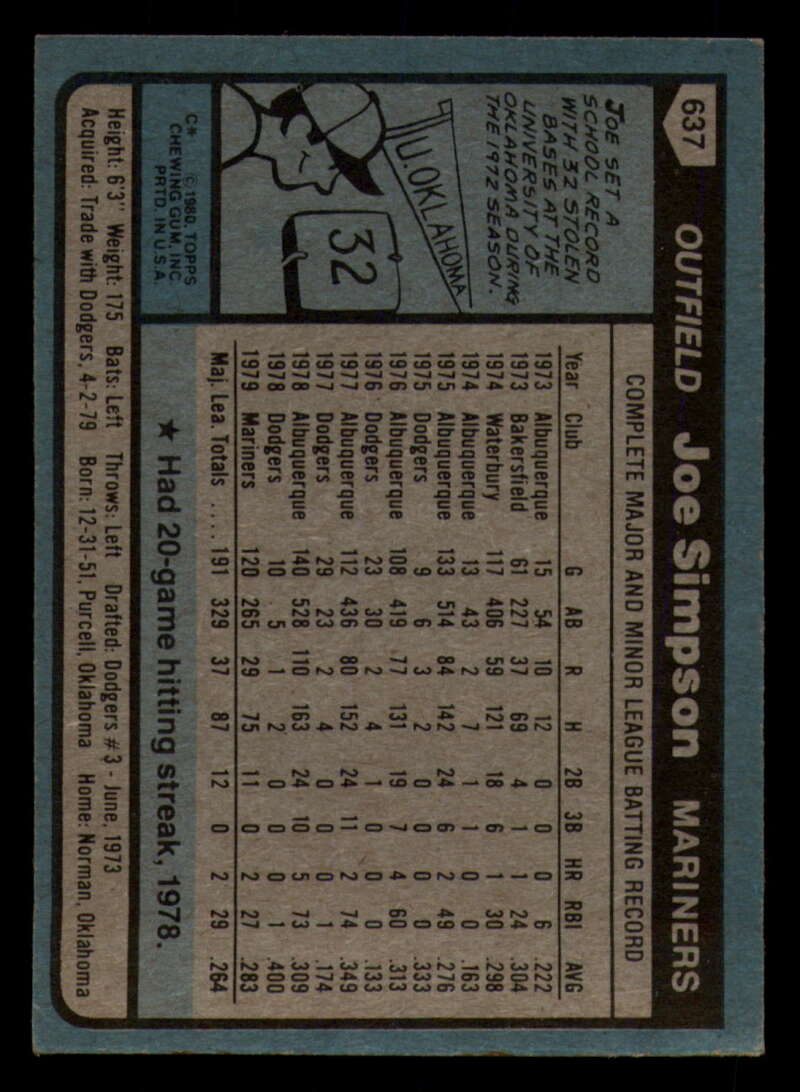 637 OUTFIELD Joe Simpson MARINERS
JOE SET A
SCHOOL RECORD
WITH 32 STOLEN
BASES AT THE
UNIVERSITY OF
OKLAHOMA DURING
THE 1972 SEASON.
U. OKLAHOMA
32
C* © 1980, TOPPS
CHEWING GUM, INC.
PRTD. IN U.S.A.
COMPLETE MAJOR AND MINOR LEAGUE BATTING RECORD
Year Club G AB R H 2B 3B HR RBI AVG
1973 Albuquerque 15 54 10 12 0 0 0 6 .222
1973 Bakersfield 61 227 37 69 4 1 1 24 .304
1974 Waterbury 117 406 59 121 18 6 1 30 .298
1974 Albuquerque 13 43 2 7 1 1 0 0 .163
1975 Albuquerque 133 514 84 142 24 6 2 49 .276
1975 Dodgers 9 6 3 2 0 0 0 0 .333
1976 Albuquerque 108 419 77 131 19 7 4 60 .313
1976 Dodgers 23 30 2 4 1 0 0 0 .133
1977 Albuquerque 112 436 80 152 24 11 2 74 .349
1977 Dodgers 29 23 2 4 0 0 0 1 .174
1978 Albuquerque 140 528 110 163 24 10 5 73 .309
1978 Dodgers 10 5 1 2 0 0 0 1 .400
1979 Mariners 120 265 29 75 11 0 2 27 .283
Maj. Lea. Totals .... 191 329 37 87 12 0 2 29 .264
★ Had 20-game hitting streak, 1978.
Height: 6'3" Weight: 175 Bats: Left Throws: Left Drafted: Dodgers #3 - June, 1973
Acquired: Trade with Dodgers, 4-2-79 Born: 12-31-51, Purcell, Oklahoma Home: Norman, Oklahoma